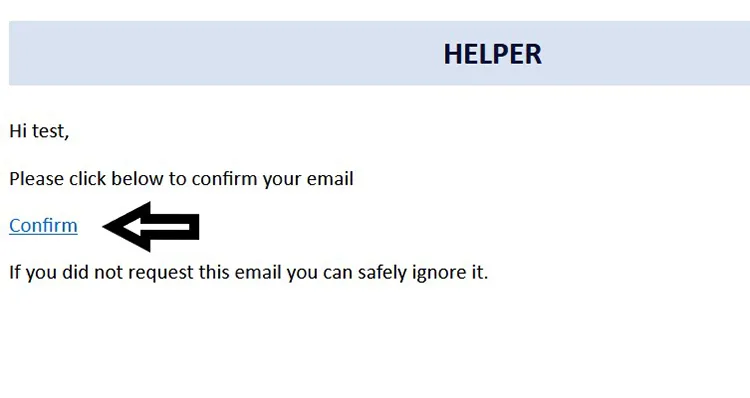 HELPER
Hi test,
Please click below to confirm your email
Confirm
If you did not request this email you can safely ignore it.